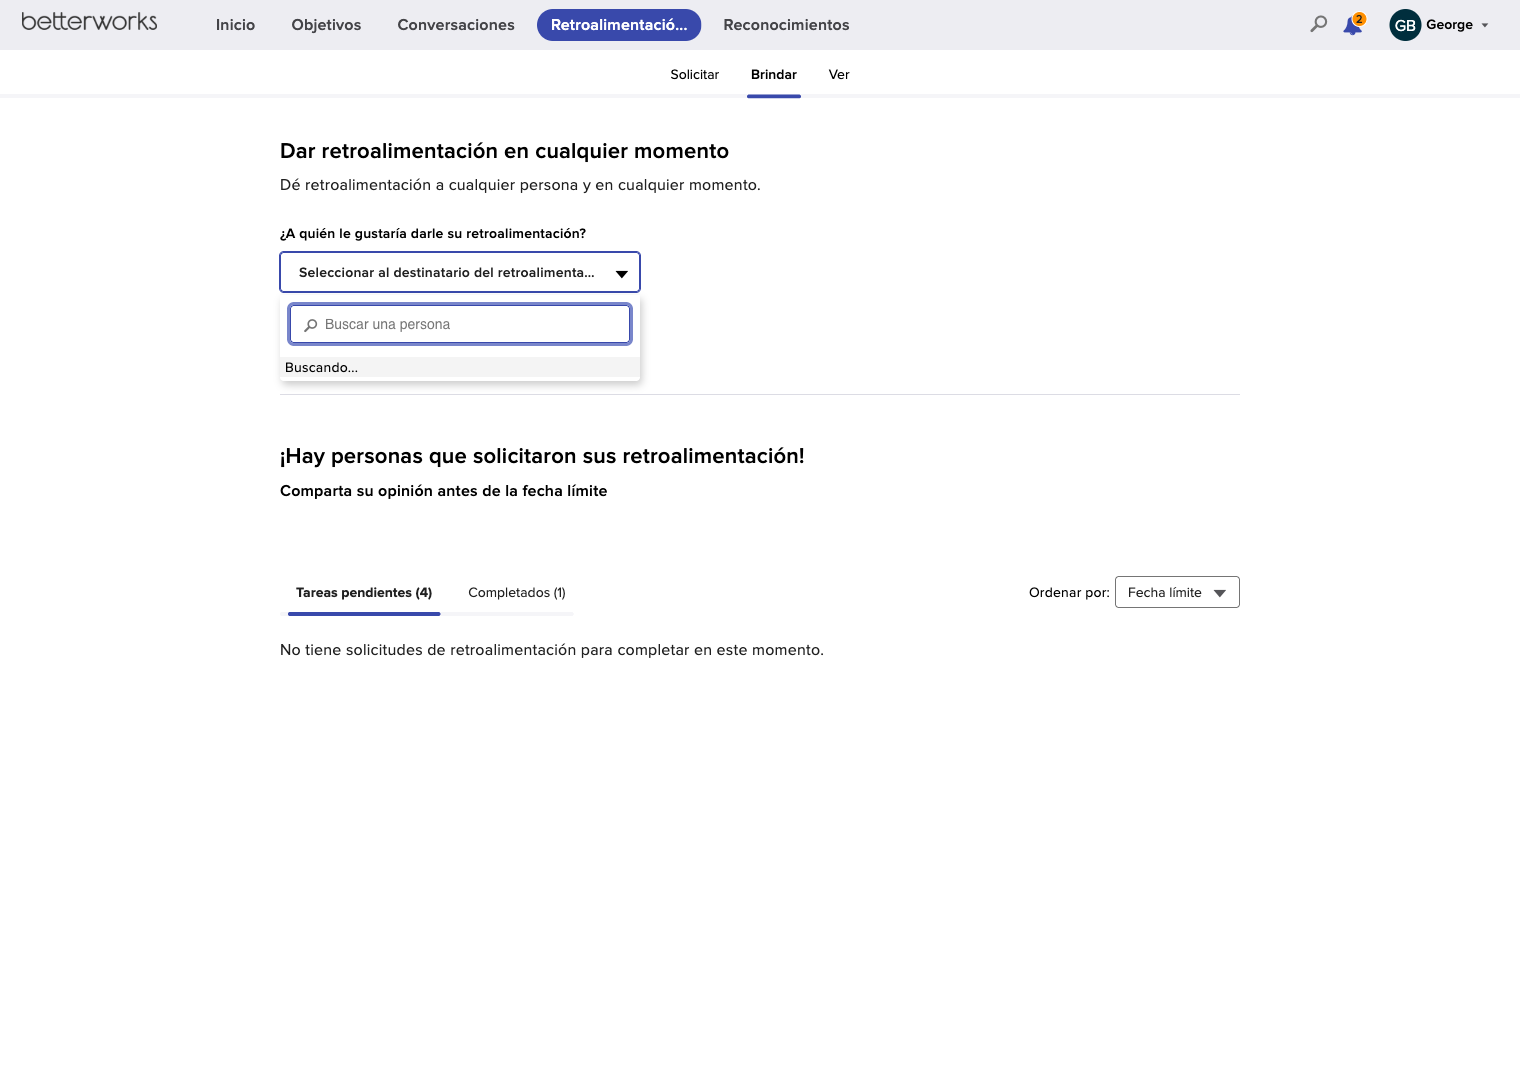 betterworks
Inicio
Objetivos
Conversaciones
Retroalimentació...
Reconocimientos
2
GB
George
Solicitar
Brindar
Ver
Dar retroalimentación en cualquier momento
Dé retroalimentación a cualquier persona y en cualquier momento.
¿A quién le gustaría darle su retroalimentación?
Seleccionar al destinatario del retroalimenta...
Buscar una persona
Buscando...
¡Hay personas que solicitaron sus retroalimentación!
Comparta su opinión antes de la fecha límite
Tareas pendientes (4)
Completados (1)
Ordenar por:
Fecha límite
No tiene solicitudes de retroalimentación para completar en este momento.